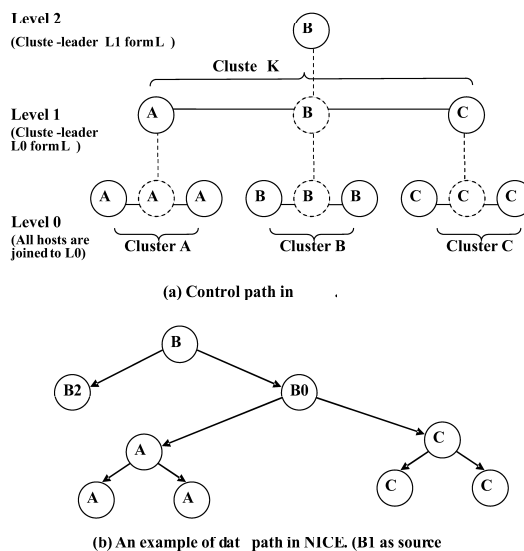 Level 2
(Cluste -leader L1 form L )
B
Cluste K
Level 1
(Cluste -leader
L0 form L )
A
B
C
A A A B B B C C C
Level 0
(All hosts are
joined to L0)
Cluster A
Cluster B
Cluster C
(a) Control path in .
B
B2
B0
A
C
A
A
C
C
(b) An example of dat path in NICE. (B1 as source